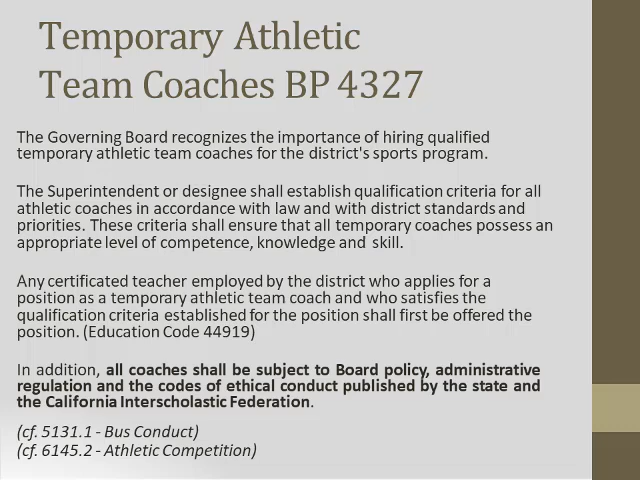 Temporary Athletic
Team Coaches BP 4327
The Governing Board recognizes the importance of hiring qualified
temporary athletic team coaches for the district's sports program.
The Superintendent or designee shall establish qualification criteria for all
athletic coaches in accordance with law and with district standards and
priorities. These criteria shall ensure that all temporary coaches possess an
appropriate level of competence, knowledge and skill.
Any certificated teacher employed by the district who applies for a
position as a temporary athletic team coach and who satisfies the
qualification criteria established for the position shall first be offered the
position. (Education Code 44919)
In addition, all coaches shall be subject to Board policy, administrative
regulation and the codes of ethical conduct published by the state and
the California Interscholastic Federation.
(cf. 5131.1 - Bus Conduct)
(cf. 6145.2 - Athletic Competition)